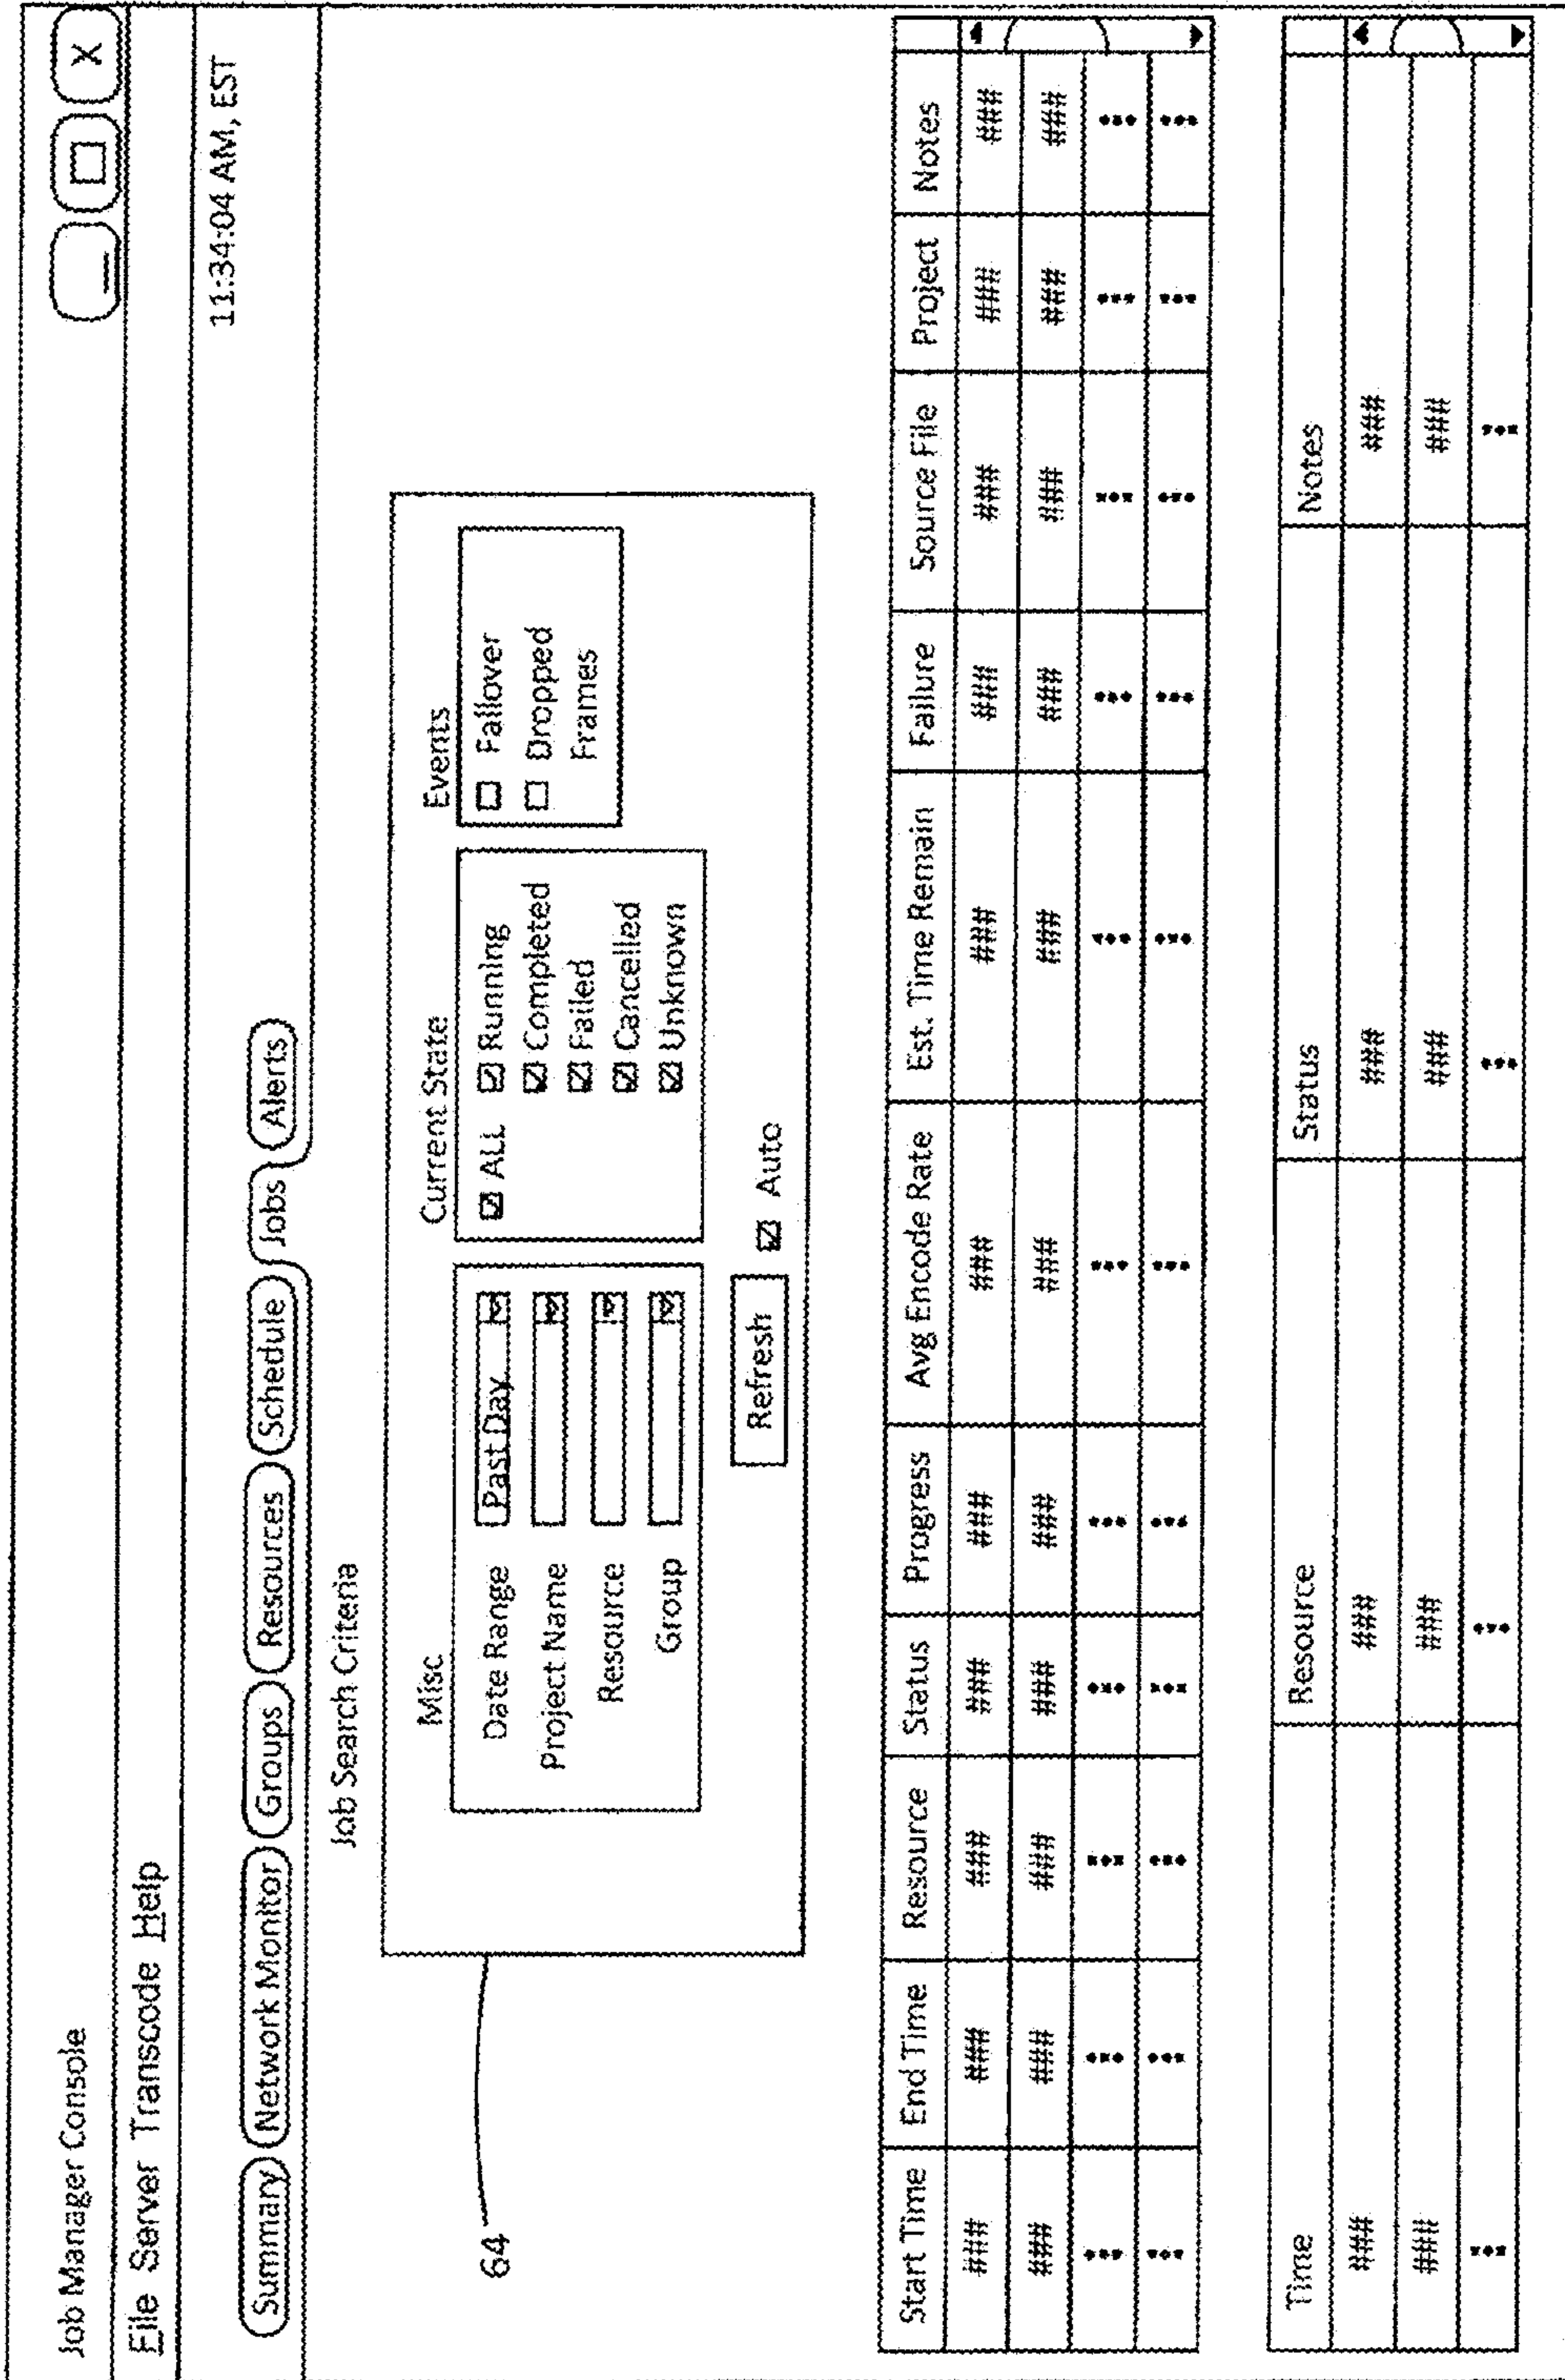 Job Manager Console _ X
File Server Transcode Help
11:34:04 AM, EST
Summary Network Monitor Groups Resources Schedule Jobs Alerts
Job Search Criteria
64
Misc Current State Events
Date Range Past Day ALL Running Failover
Project Name Completed Dropped
Resource Failed Frames
Group Cancelled
Unknown
Refresh Auto
Start Time End Time Resource Status Progress Avg Encode Rate Est. Time Remain Failure Source File Project Notes
### ### ### ### ### ### ### ### ### ### ###
### ### ### ### ### ### ### ### ### ### ###
••• ••• ••• ••• ••• ••• ••• ••• ••• ••• •••
••• ••• ••• ••• ••• ••• ••• ••• ••• ••• •••
Time Resource Status Notes
### ### ### ###
### ### ### ###
••• ••• ••• •••